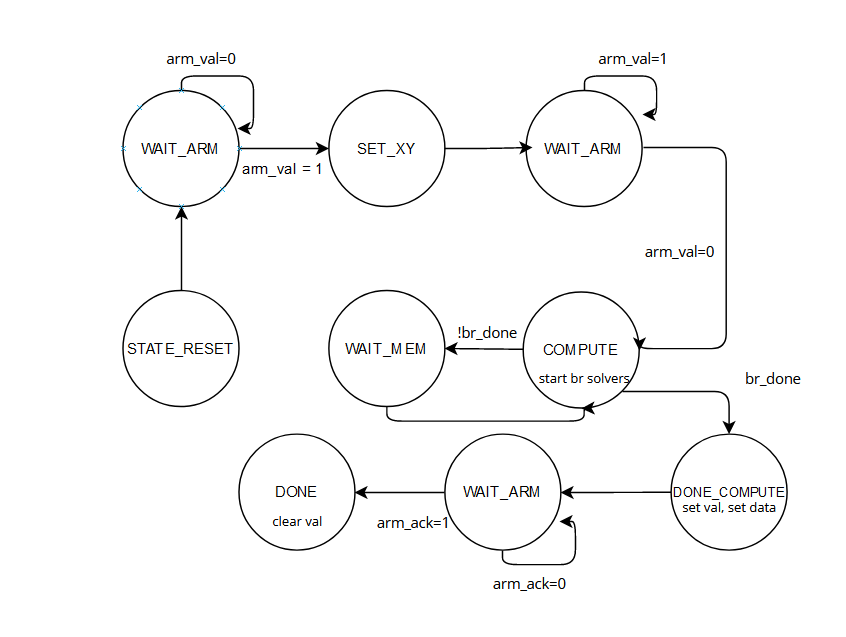 arm_val=0
arm_val=1
WAIT_ARM
SET_XY
WAIT_ARM
arm_val = 1
arm_val=0
!br_done
STATE_RESET
WAIT_MEM
COMPUTE
start br solvers
br_done
DONE
clear val
WAIT_ARM
DONE_COMPUTE
set val, set data
arm_ack=1
arm_ack=0